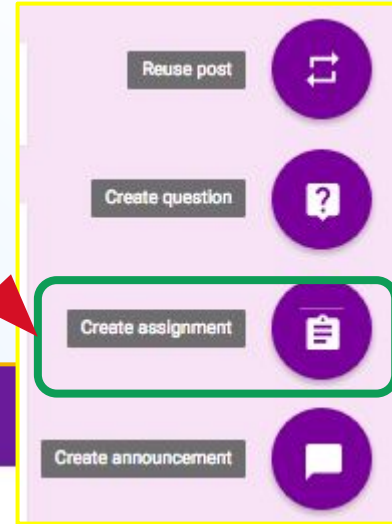 Reuse post
Create question
Create assignment
Create announcement